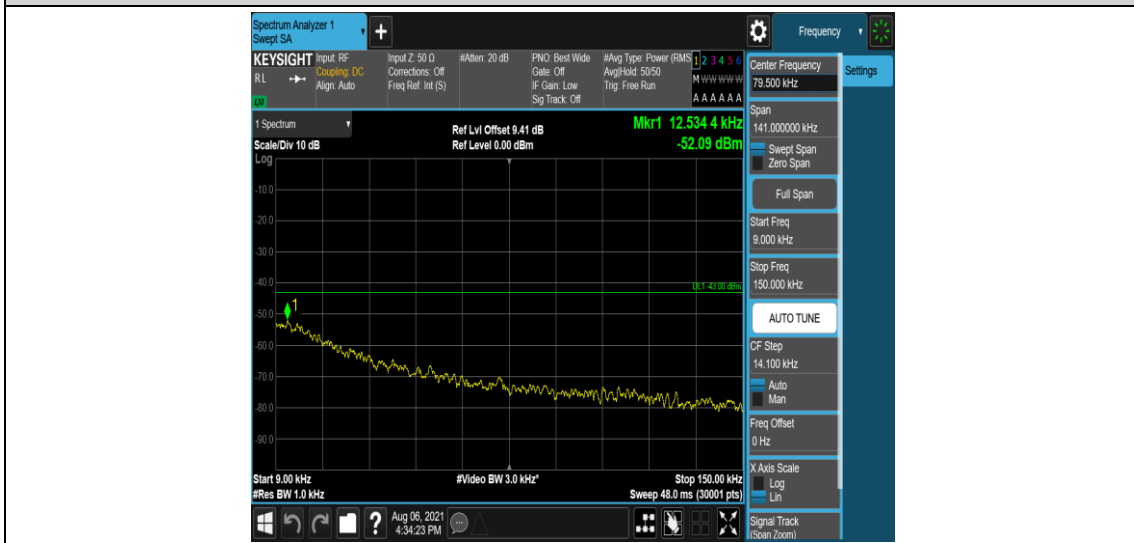 Spectrum Analyzer 1
Swept SA
Frequency
KEYSIGHT
RL
LXI
Input: RF
Coupling: DC
Align: Auto
Input Z: 50 Ω
Corrections: Off
Freq Ref: Int (S)
#Atten: 20 dB
PNO: Best Wide
Gate: Off
IF Gain: Low
Sig Track: Off
#Avg Type: Power (RMS
Avg|Hold: 50/50
Trig: Free Run
1 2 3 4 5 6
M W W W W W
A A A A A A
1 Spectrum
Scale/Div 10 dB
Ref Lvl Offset 9.41 dB
Ref Level 0.00 dBm
Mkr1 12.534 4 kHz
-52.09 dBm
Log
-10.0
-20.0
-30.0
-40.0
DL1 -43.00 dBm
-50.0
1
-60.0
-70.0
-80.0
-90.0
Start 9.00 kHz
#Res BW 1.0 kHz
#Video BW 3.0 kHz*
Stop 150.00 kHz
Sweep 48.0 ms (30001 pts)
Aug 06, 2021
4:34:23 PM
Center Frequency
79.500 kHz
Settings
Span
141.000000 kHz
Swept Span
Zero Span
Full Span
Start Freq
9.000 kHz
Stop Freq
150.000 kHz
AUTO TUNE
CF Step
14.100 kHz
Auto
Man
Freq Offset
0 Hz
X Axis Scale
Log
Lin
Signal Track
(Span Zoom)